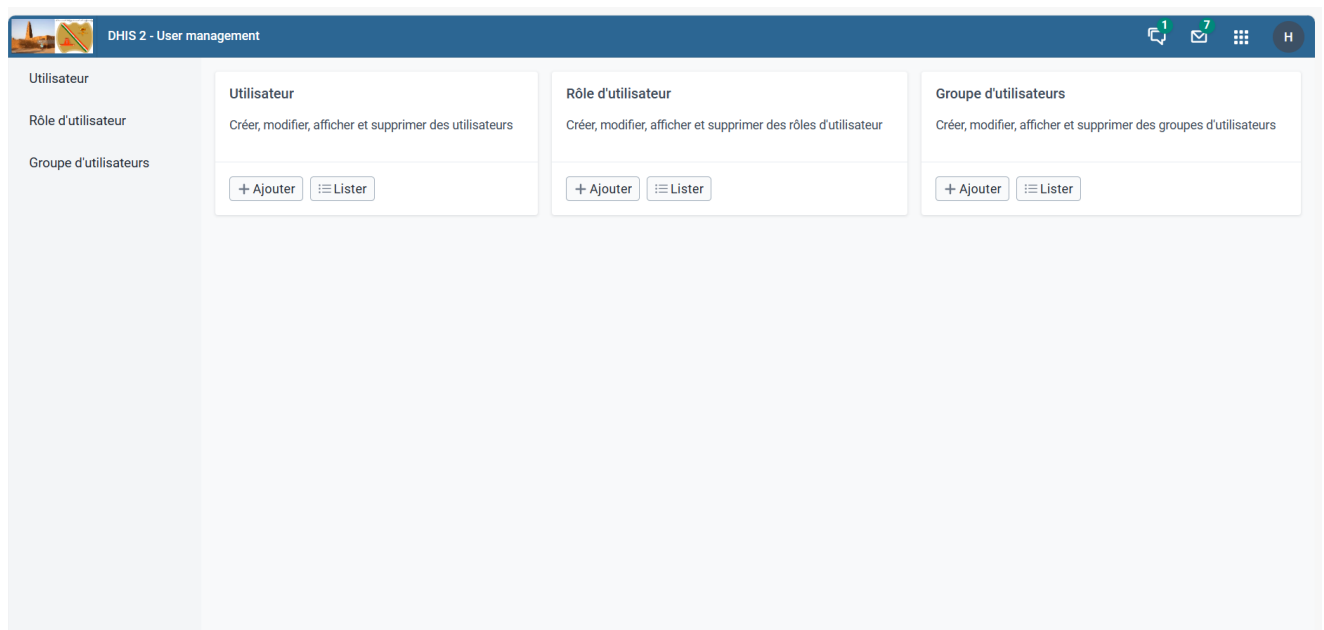 DHIS 2 - User management
1
7
H
Utilisateur
Rôle d'utilisateur
Groupe d'utilisateurs
Utilisateur
Créer, modifier, afficher et supprimer des utilisateurs
+ Ajouter
Lister
Rôle d'utilisateur
Créer, modifier, afficher et supprimer des rôles d'utilisateur
+ Ajouter
Lister
Groupe d'utilisateurs
Créer, modifier, afficher et supprimer des groupes d'utilisateurs
+ Ajouter
Lister